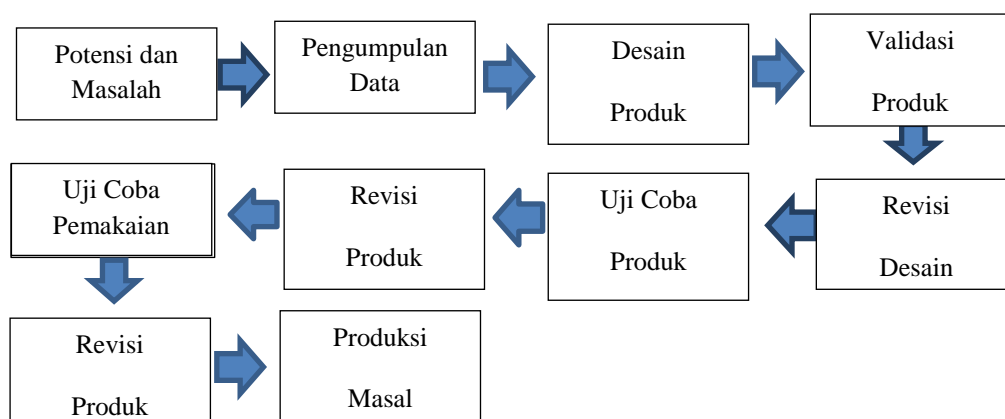 Potensi dan
Masalah
Pengumpulan
Data
Desain
Produk
Validasi
Produk
Revisi
Desain
Uji Coba
Produk
Revisi
Produk
Uji Coba
Pemakaian
Revisi
Produk
Produksi
Masal